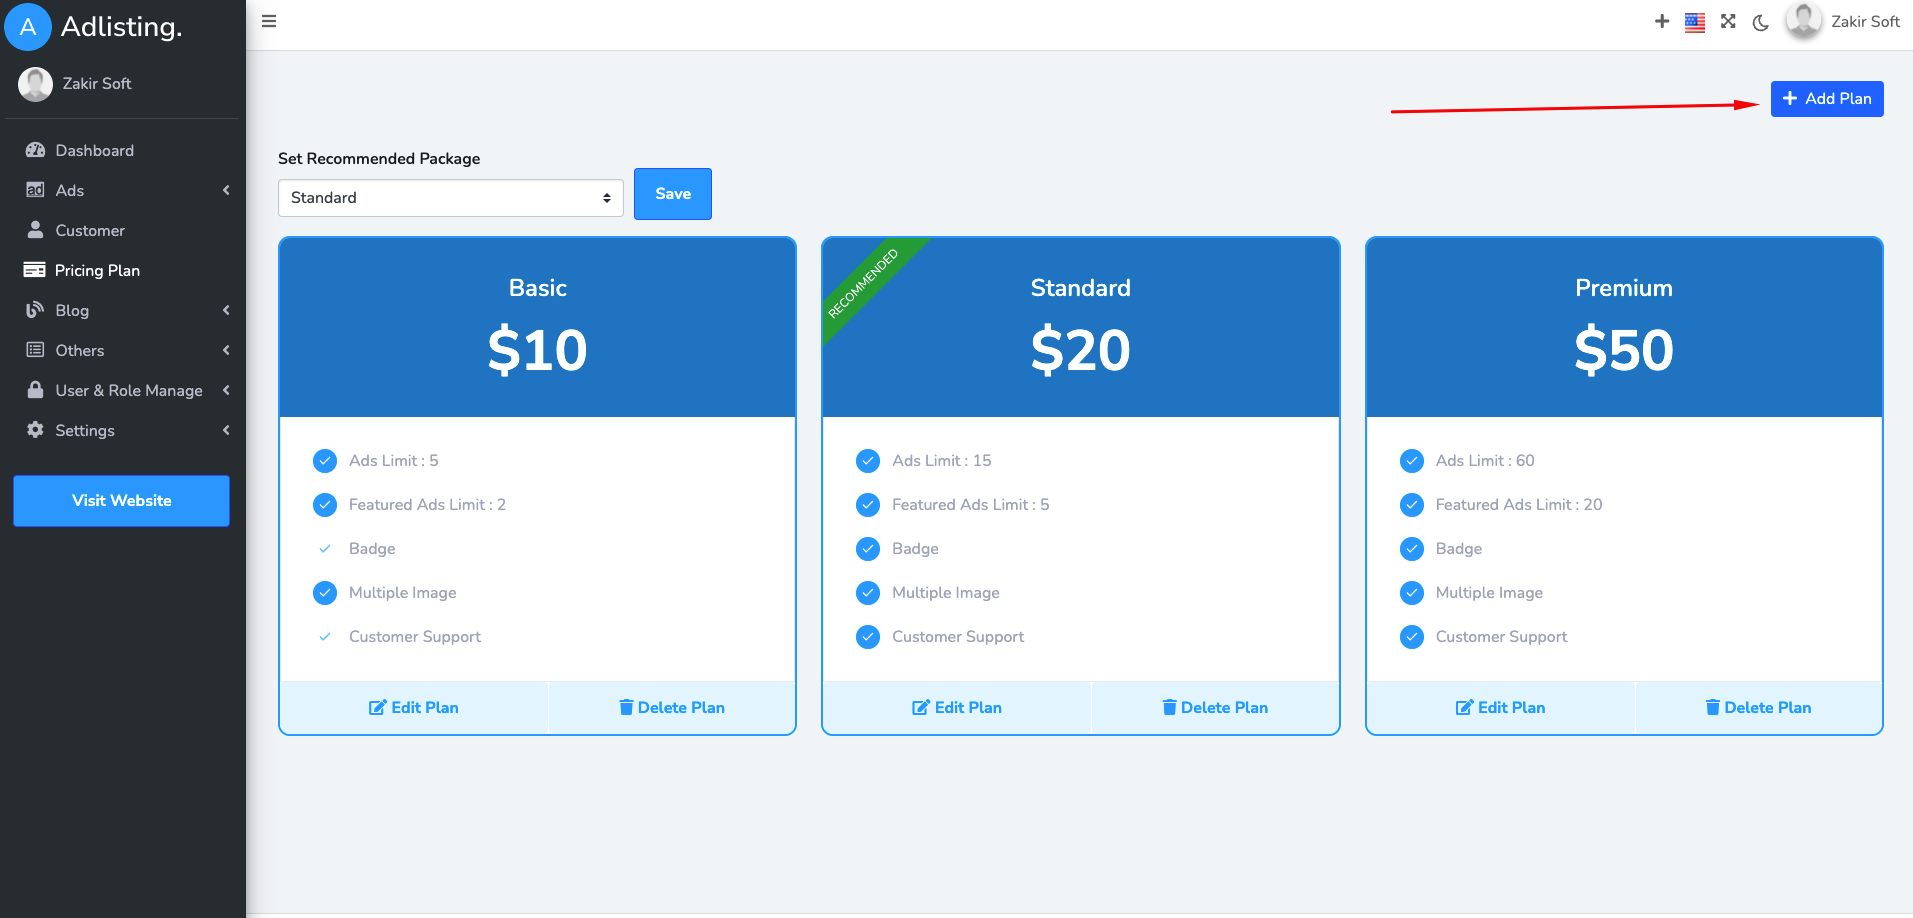 A Adlisting.
Zakir Soft
Zakir Soft
Dashboard
ad Ads
Customer
Pricing Plan
Blog
Others
User & Role Manage
Settings
Visit Website
Add Plan
Set Recommended Package
Standard
Save
Basic
$10
Ads Limit : 5
Featured Ads Limit : 2
Badge
Multiple Image
Customer Support
Edit Plan
Delete Plan
RECOMMENDED
Standard
$20
Ads Limit : 15
Featured Ads Limit : 5
Badge
Multiple Image
Customer Support
Edit Plan
Delete Plan
Premium
$50
Ads Limit : 60
Featured Ads Limit : 20
Badge
Multiple Image
Customer Support
Edit Plan
Delete Plan